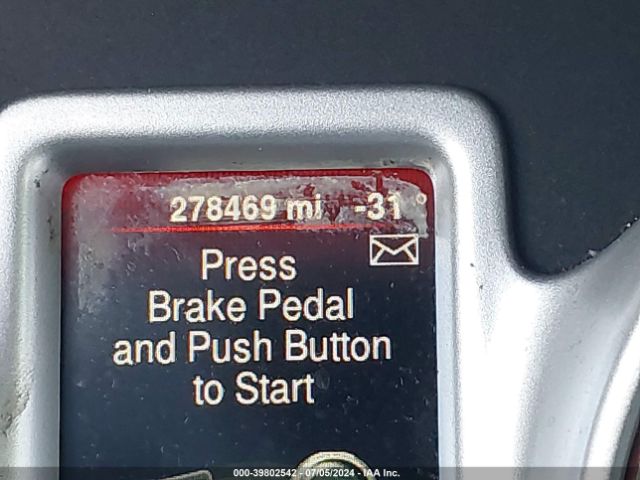 278469 mi -31 °
Press
Brake Pedal
and Push Button
to Start
000-39802542 - 07/05/2024 - IAA Inc.